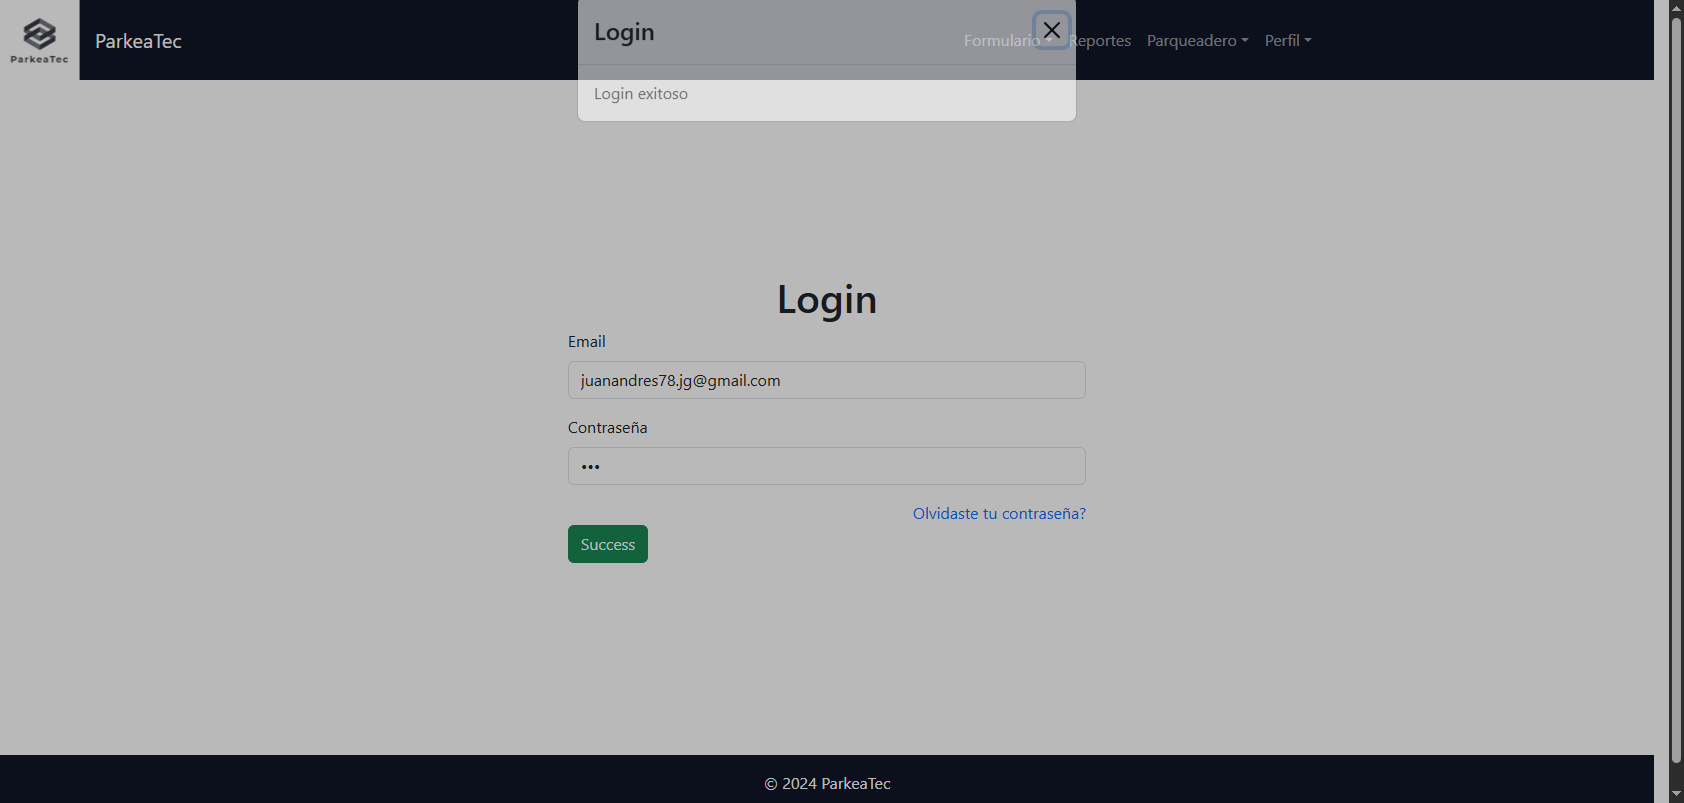 ParkeaTec
ParkeaTec
Login
Formulario Reportes Parqueadero Perfil
Login exitoso
Login
Email
juanandres78.jg@gmail.com
Contraseña
•••
Olvidaste tu contraseña?
Success
© 2024 ParkeaTec